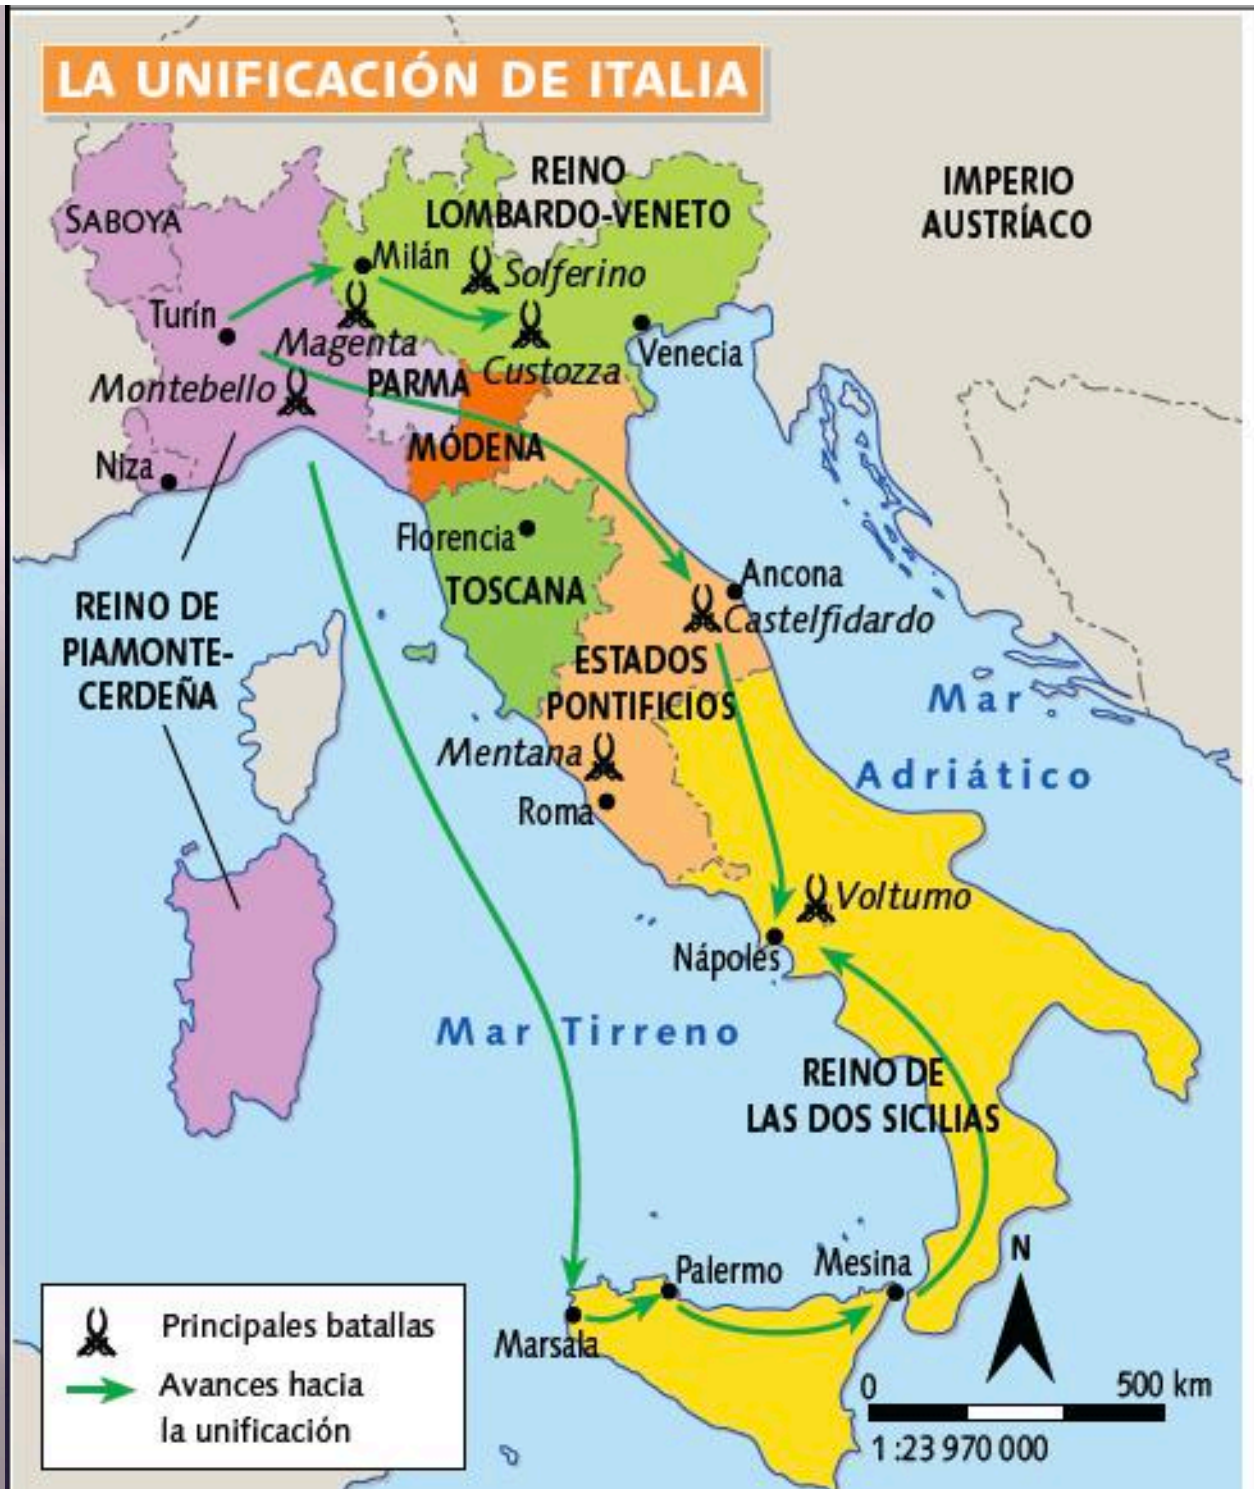 LA UNIFICACIÓN DE ITALIA
SABOYA
REINO
LOMBARDO-VENETO
IMPERIO
AUSTRÍACO
Milán
Solferino
Turín
Magenta
Custozza
Venecia
Montebello
PARMA
MÓDENA
Niza
Florencia
TOSCANA
Ancona
Castelfidardo
REINO DE
PIAMONTE-
CERDEÑA
ESTADOS
PONTIFICIOS
Mar
Adriático
Mentana
Roma
Voltumo
Nápoles
Mar Tirreno
REINO DE
LAS DOS SICILIAS
Palermo
Mesina
Marsala
N
Principales batallas
Avances hacia
la unificación
0 500 km
1 :23 970 000